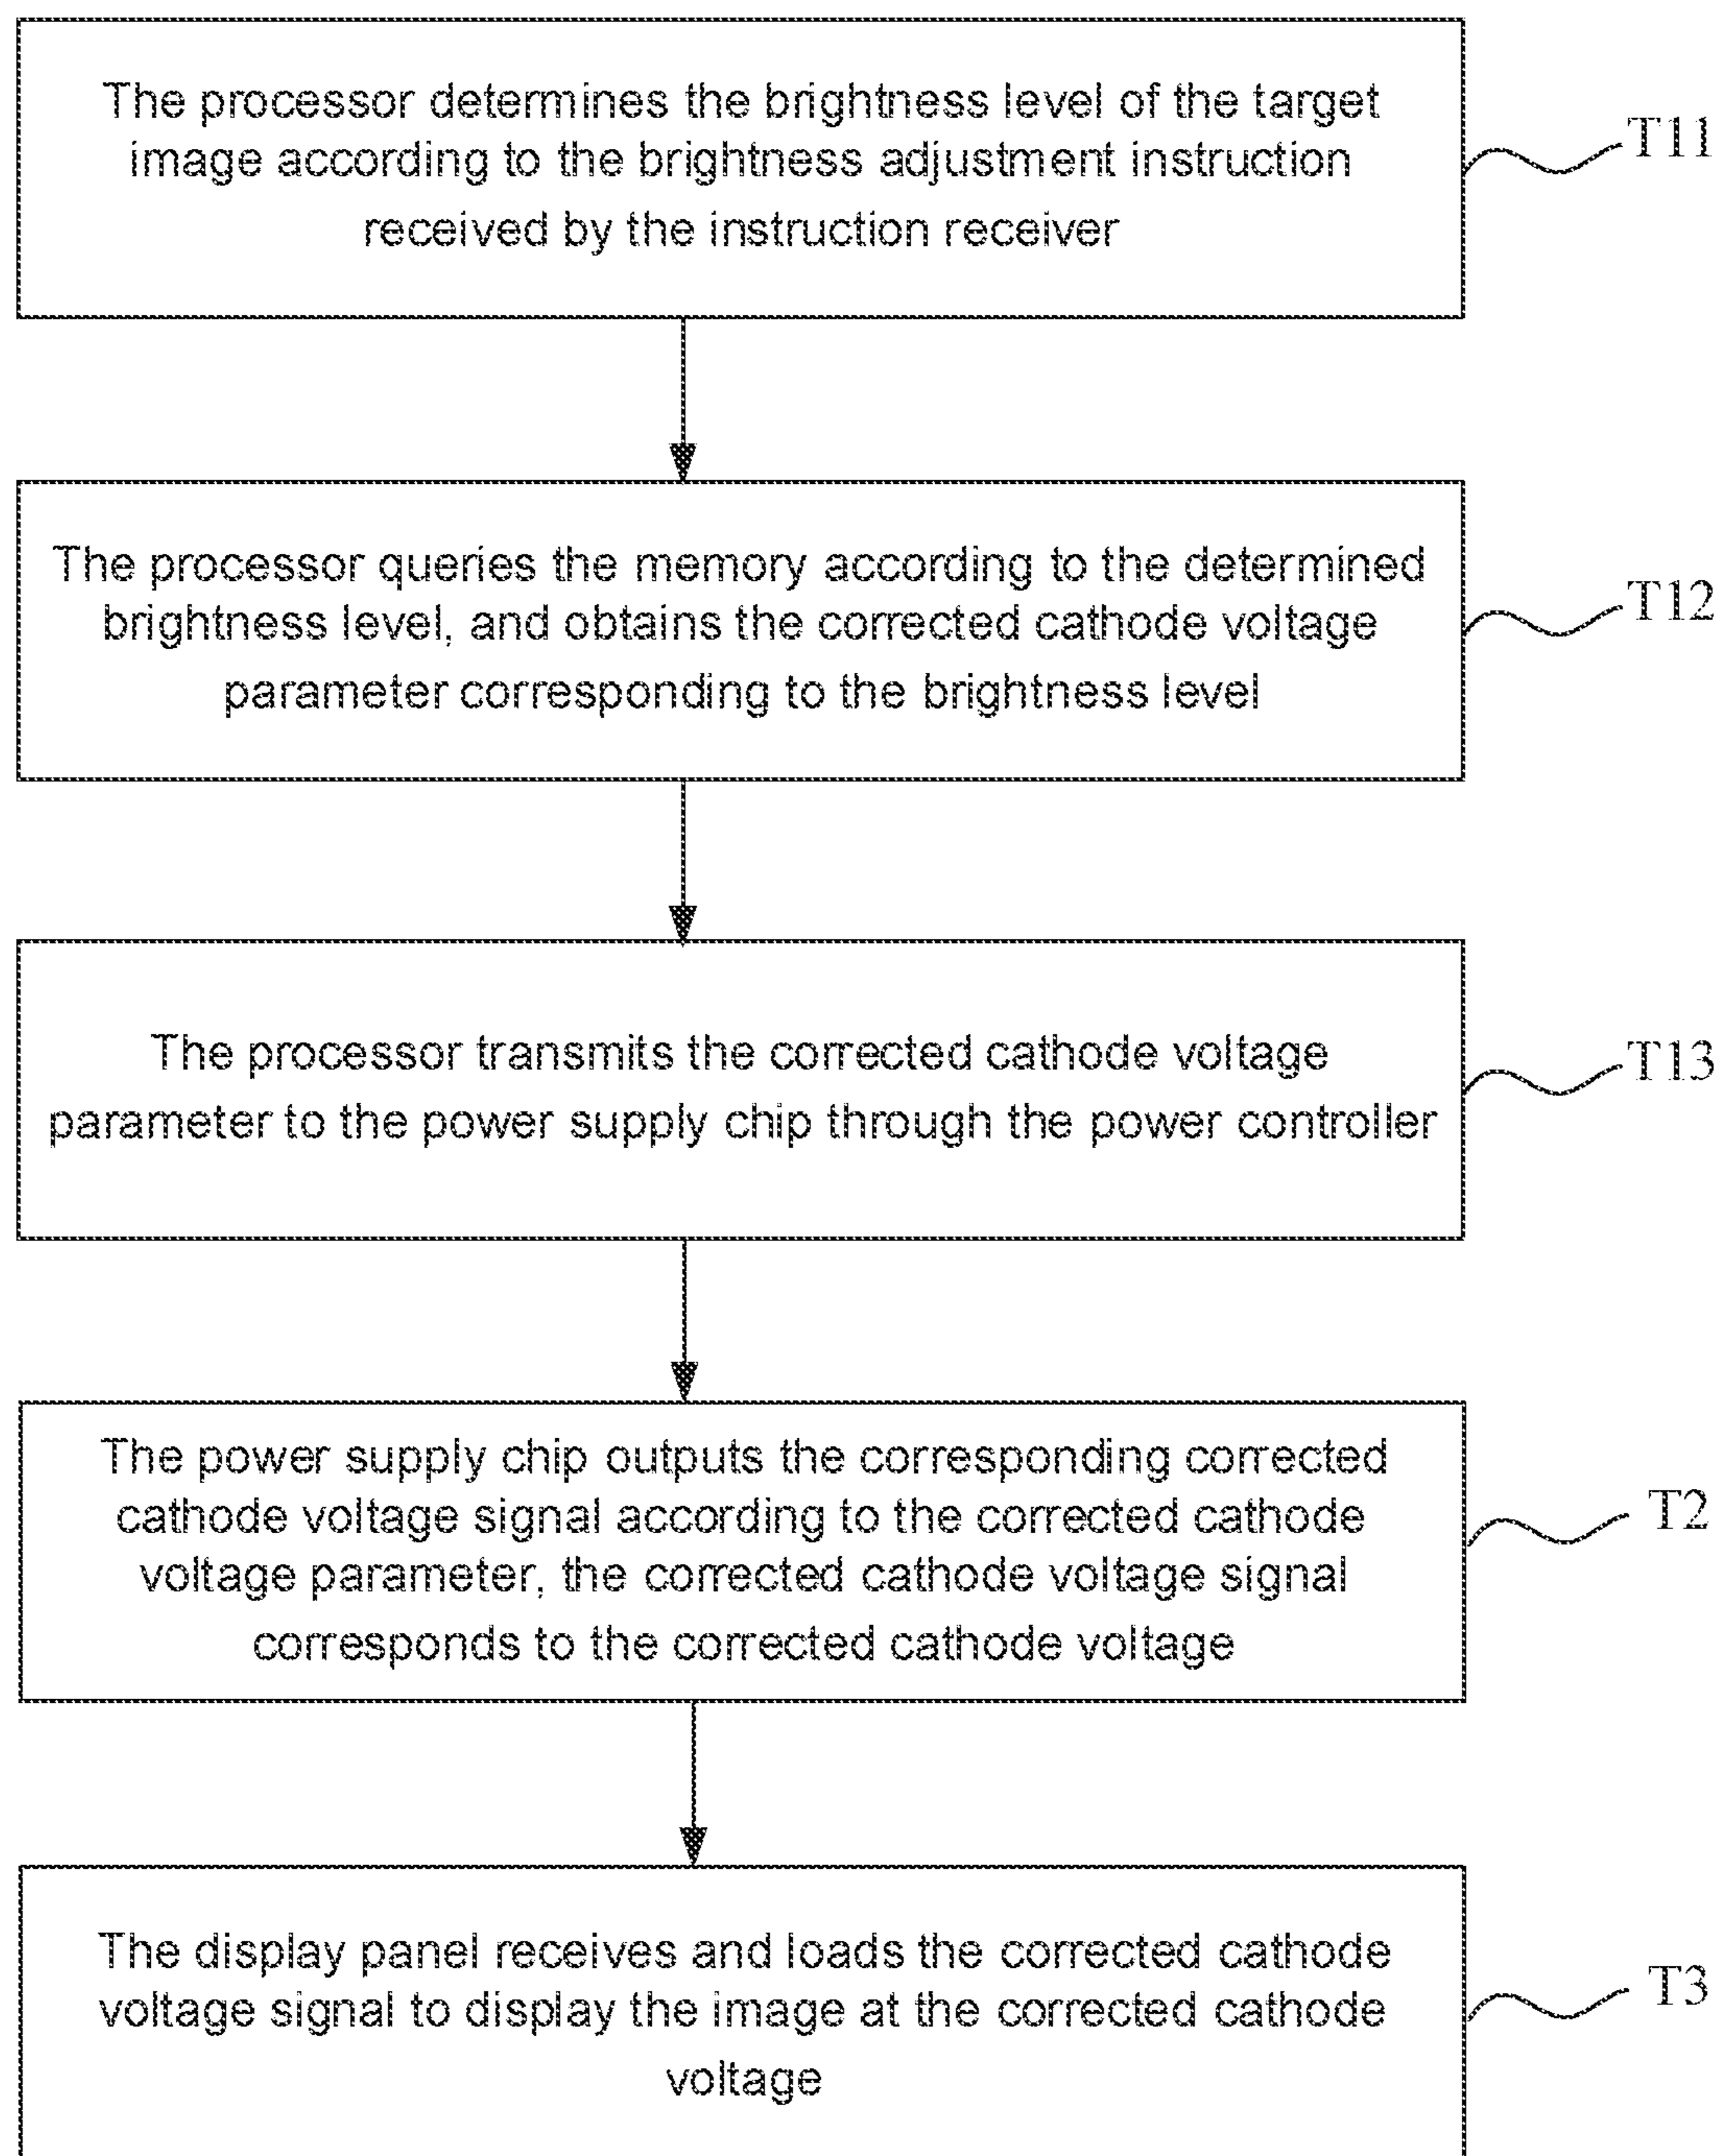 The processor determines the brightness level of the target
image according to the brightness adjustment instruction
received by the instruction receiver
T11
The processor queries the memory according to the determined
brightness level, and obtains the corrected cathode voltage
parameter corresponding to the brightness level
T12
The processor transmits the corrected cathode voltage
parameter to the power supply chip through the power controller
T13
The power supply chip outputs the corresponding corrected
cathode voltage signal according to the corrected cathode
voltage parameter, the corrected cathode voltage signal
corresponds to the corrected cathode voltage
T2
The display panel receives and loads the corrected cathode
voltage signal to display the image at the corrected cathode
voltage
T3